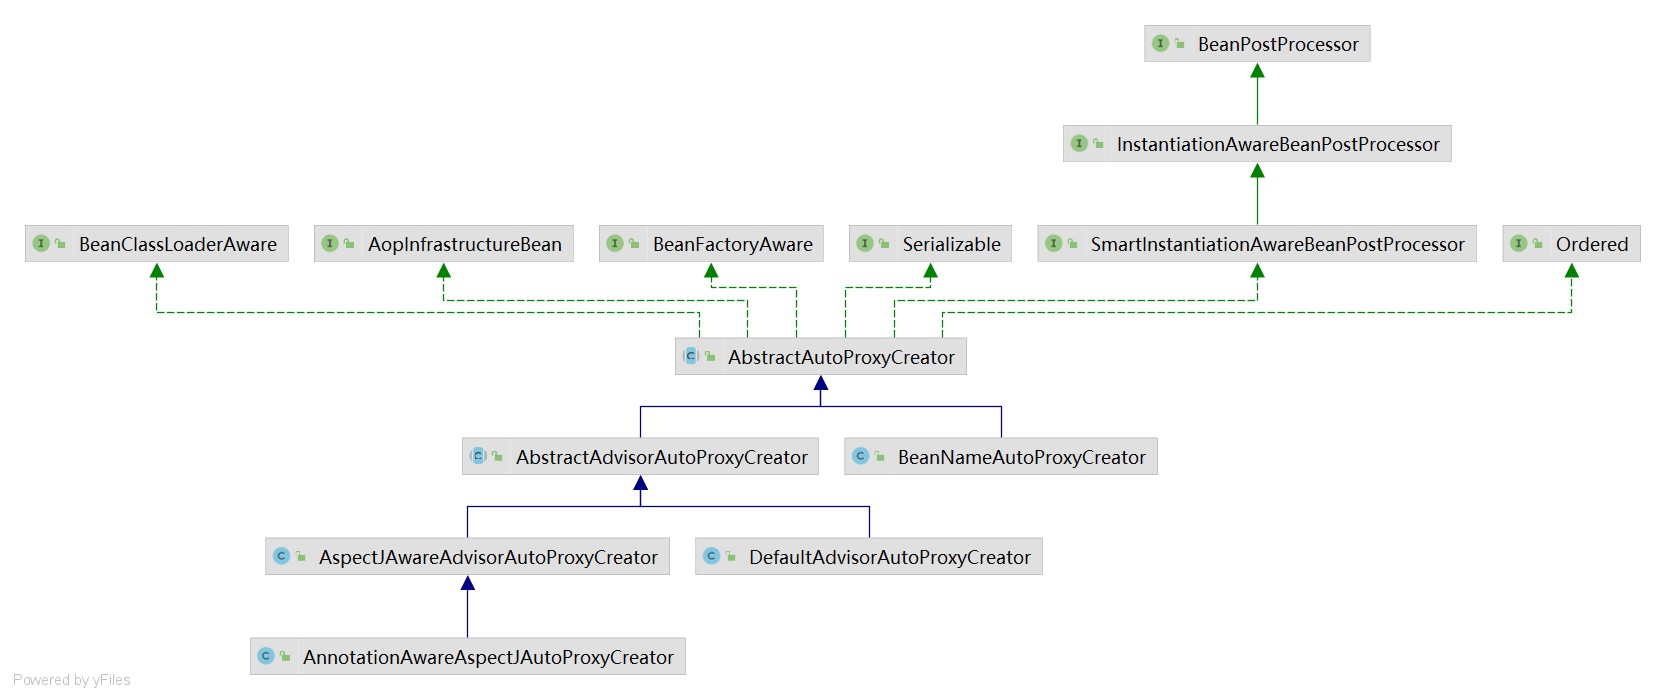 BeanPostProcessor
InstantiationAwareBeanPostProcessor
BeanClassLoaderAware
AopInfrastructureBean
BeanFactoryAware
Serializable
SmartInstantiationAwareBeanPostProcessor
Ordered
AbstractAutoProxyCreator
AbstractAdvisorAutoProxyCreator
BeanNameAutoProxyCreator
AspectJAwareAdvisorAutoProxyCreator
DefaultAdvisorAutoProxyCreator
AnnotationAwareAspectJAutoProxyCreator
Powered by yFiles